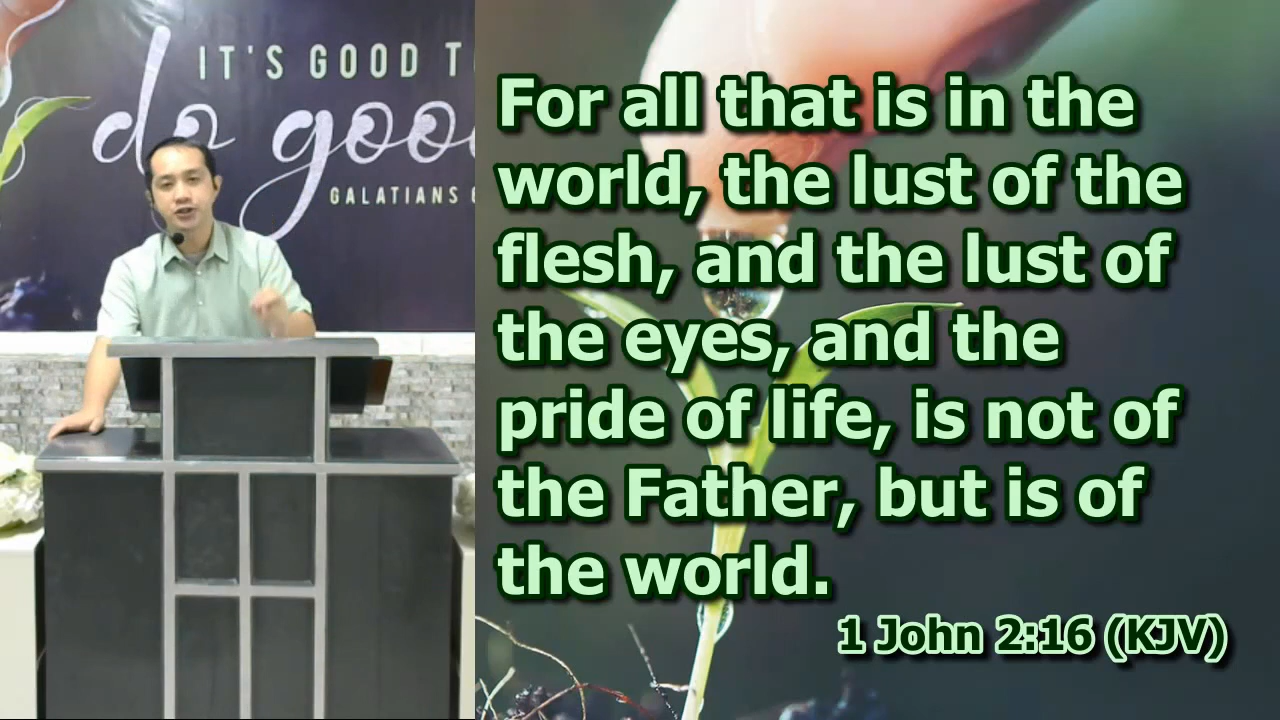 IT'S GOOD
do
GALATIANS
For all that is in the
world, the lust of the
flesh, and the lust of
the eyes, and the
pride of life, is not of
the Father, but is of
the world.
1 John 2:16 (KJV)